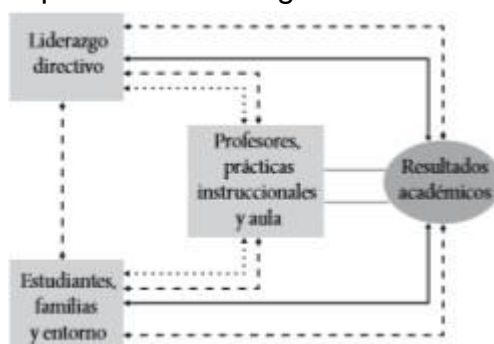 Liderazgo
directivo
Profesores,
prácticas
instruccionales
y aula
Resultados
académicos
Estudiantes,
familias
y entorno